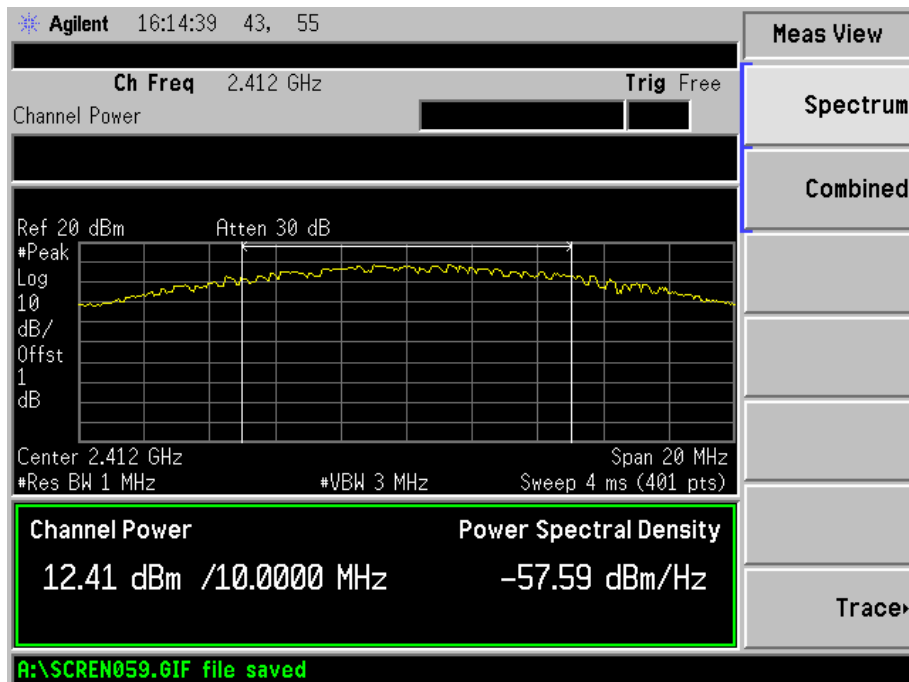 Agilent 16:14:39 43, 55
Meas View
Ch Freq 2.412 GHz Trig Free
Channel Power
Spectrum
Combined
Ref 20 dBm Atten 30 dB
#Peak
Log
10
dB/
Offst
1
dB
Center 2.412 GHz Span 20 MHz
#Res BW 1 MHz #VBW 3 MHz Sweep 4 ms (401 pts)
Channel Power Power Spectral Density
12.41 dBm /10.0000 MHz -57.59 dBm/Hz
Trace
A:\SCREN059.GIF file saved